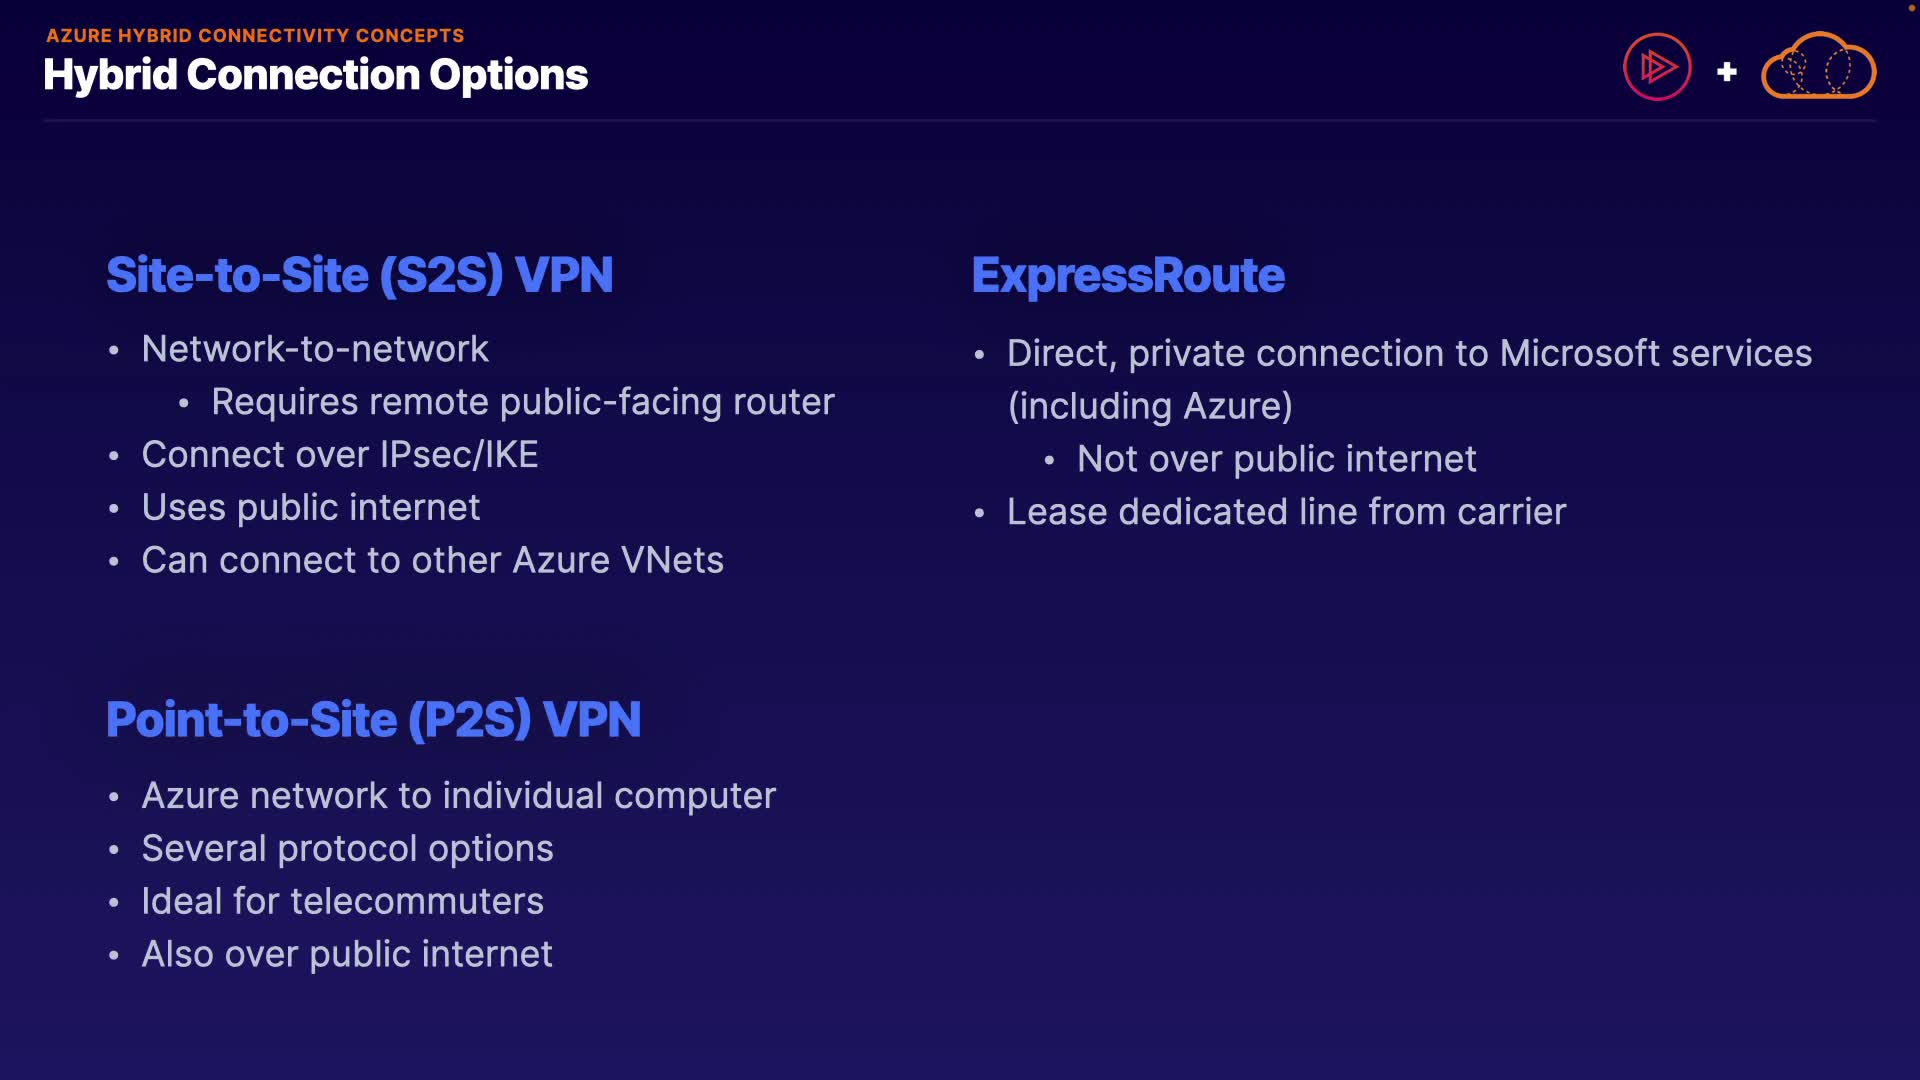 AZURE HYBRID CONNECTIVITY CONCEPTS
Hybrid Connection Options
Site-to-Site (S2S) VPN
• Network-to-network
• Requires remote public-facing router
• Connect over IPsec/IKE
• Uses public internet
• Can connect to other Azure VNets
Point-to-Site (P2S) VPN
• Azure network to individual computer
• Several protocol options
• Ideal for telecommuters
• Also over public internet
ExpressRoute
• Direct, private connection to Microsoft services
(including Azure)
• Not over public internet
• Lease dedicated line from carrier